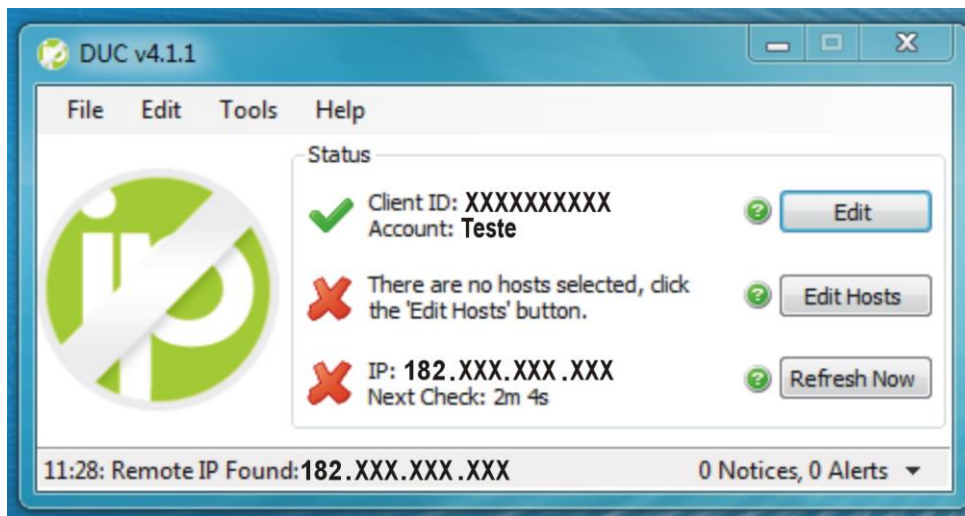 DUC v4.1.1
File Edit Tools Help
Status
Client ID: XXXXXXXXXX
Account: Teste
Edit
There are no hosts selected, click
the 'Edit Hosts' button.
Edit Hosts
IP: 182.XXX.XXX.XXX
Next Check: 2m 4s
Refresh Now
ip
11:28: Remote IP Found:182.XXX.XXX.XXX 0 Notices, 0 Alerts